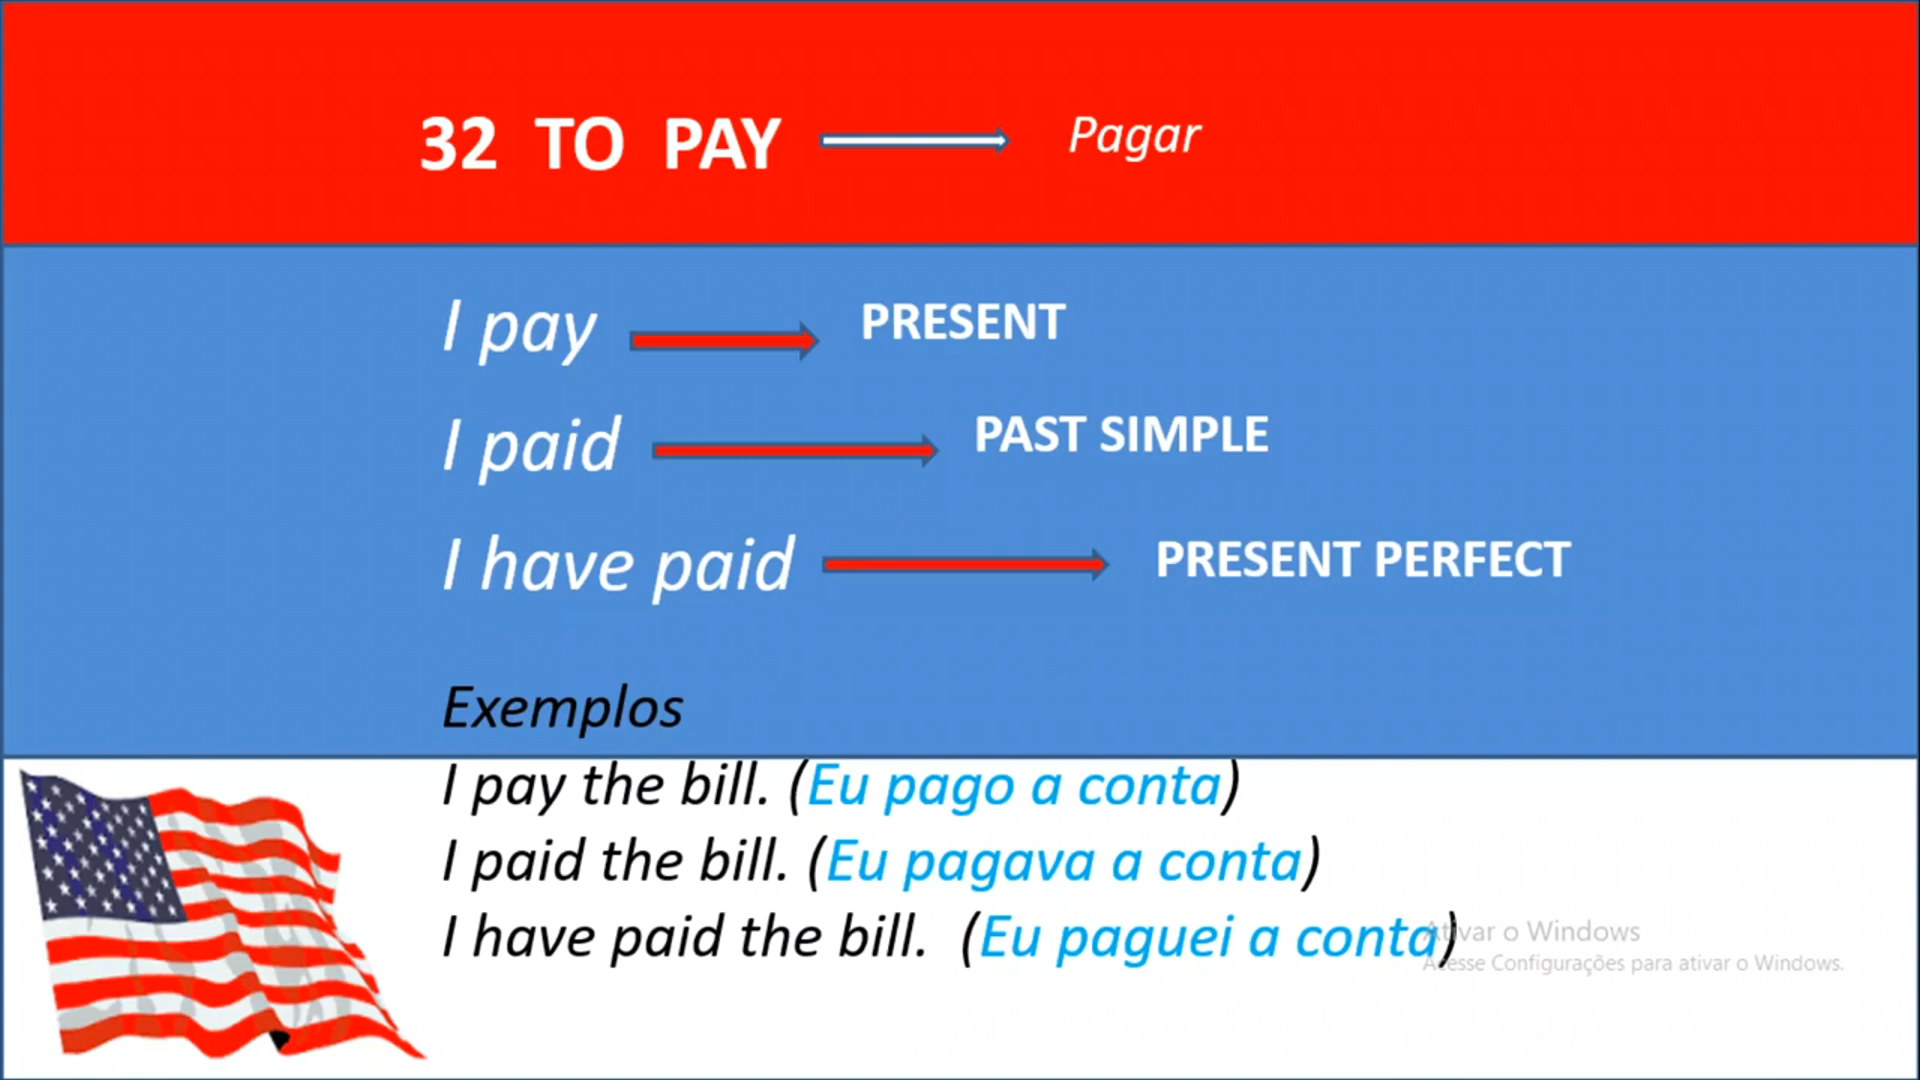 32 TO PAY Pagar
I pay PRESENT
I paid PAST SIMPLE
I have paid PRESENT PERFECT
Exemplos
I pay the bill. (Eu pago a conta)
I paid the bill. (Eu pagava a conta)
I have paid the bill. (Eu paguei a conta)
Ativar o Windows
Acesse Configurações para ativar o Windows.